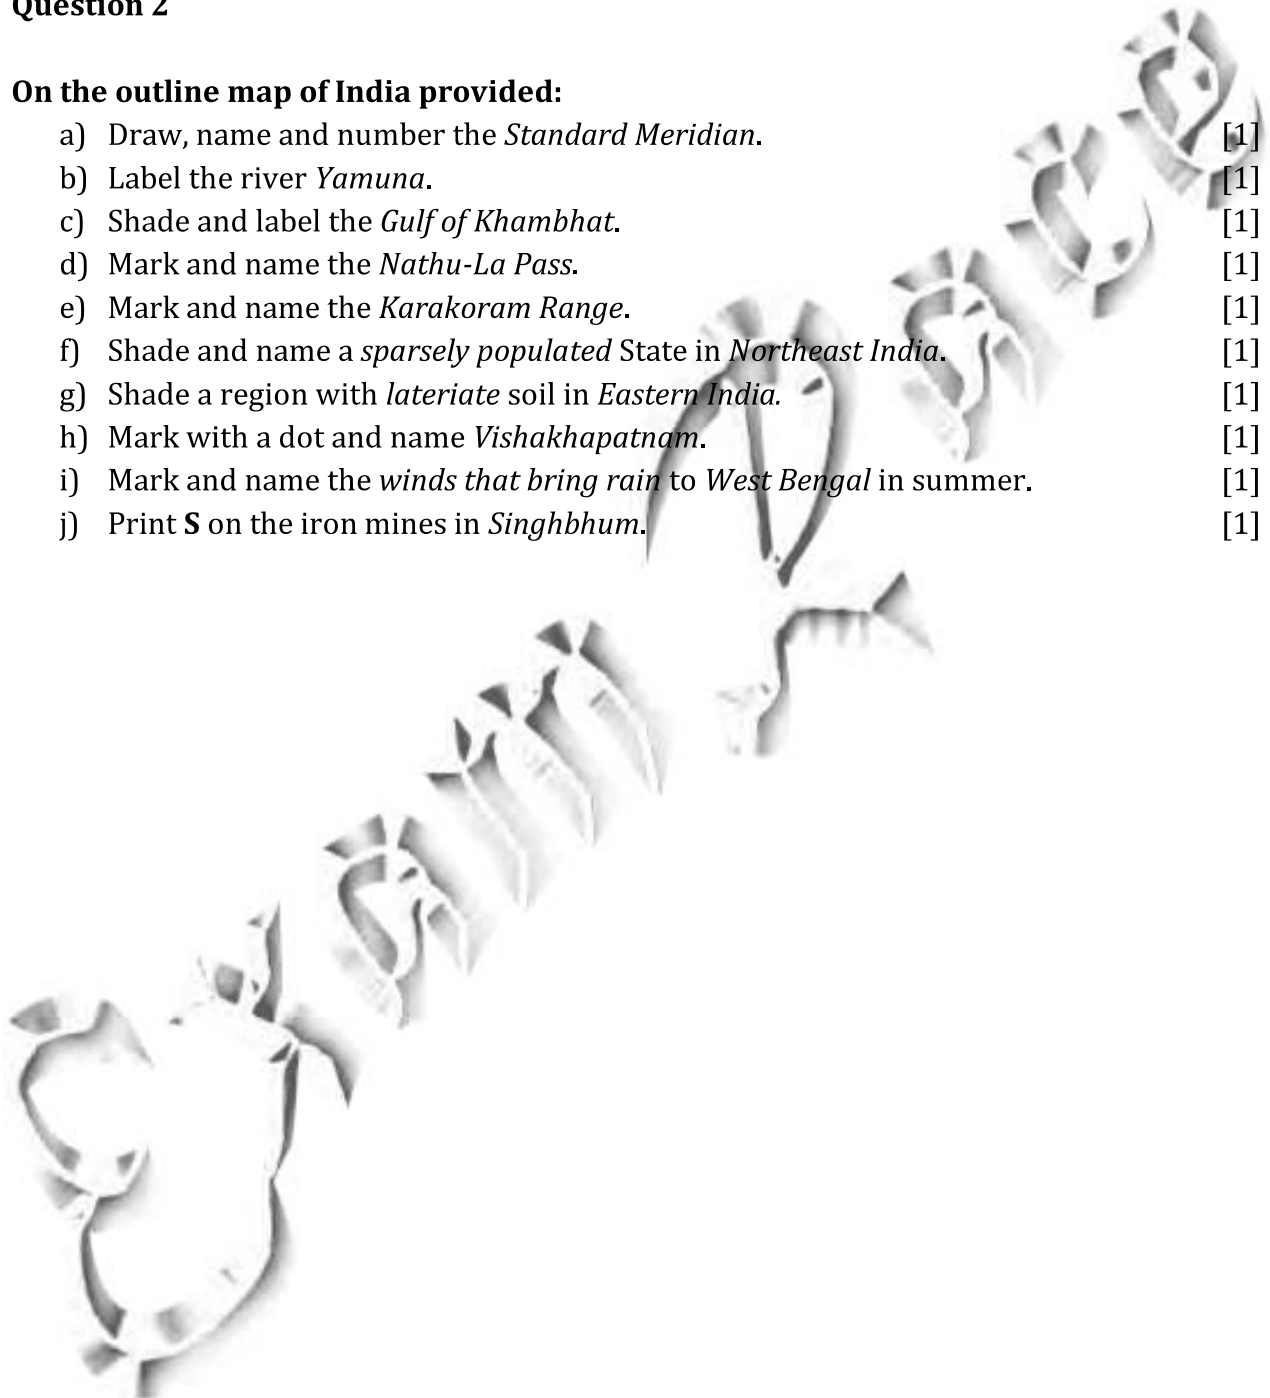 Question 2
On the outline map of India provided:
a) Draw, name and number the Standard Meridian. [1]
b) Label the river Yamuna. [1]
c) Shade and label the Gulf of Khambhat. [1]
d) Mark and name the Nathu-La Pass. [1]
e) Mark and name the Karakoram Range. [1]
f) Shade and name a sparsely populated State in Northeast India. [1]
g) Shade a region with lateriate soil in Eastern India. [1]
h) Mark with a dot and name Vishakhapatnam. [1]
i) Mark and name the winds that bring rain to West Bengal in summer. [1]
j) Print S on the iron mines in Singhbhum. [1]